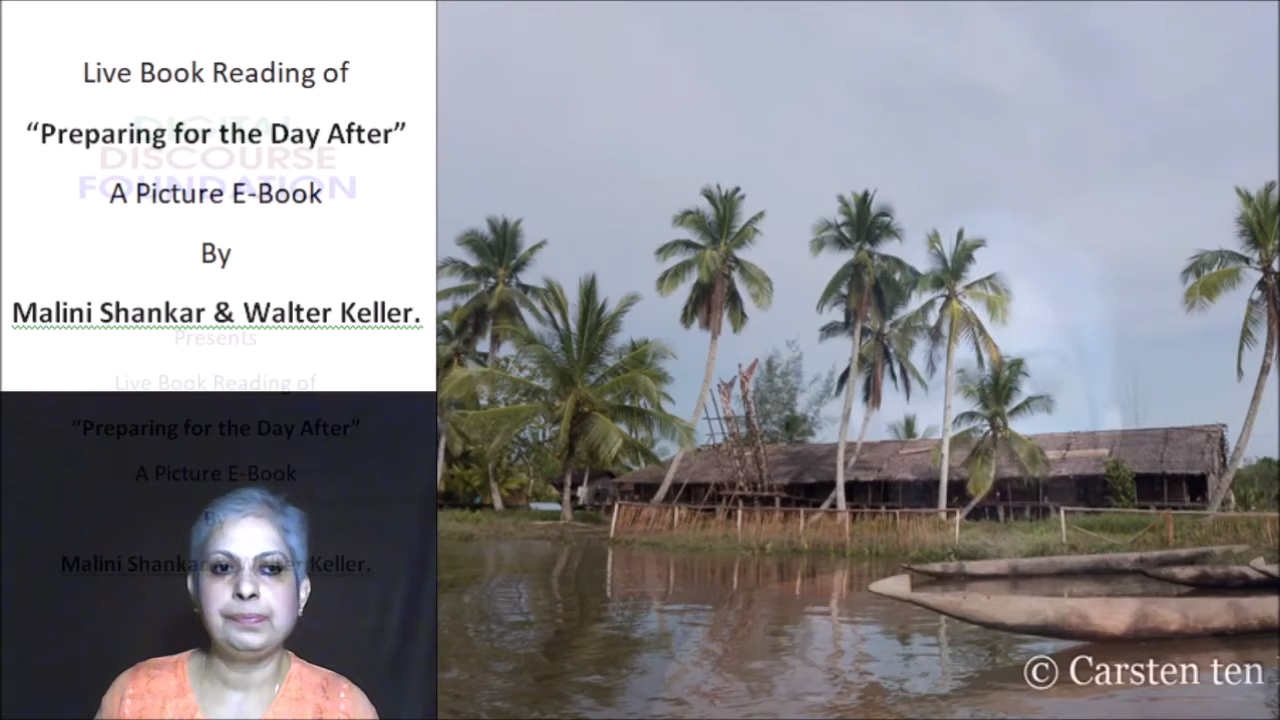 Live Book Reading of
“Preparing for the Day After”
DIGITAL
DISCOURSE
FOUNDATION
A Picture E-Book
By
Malini Shankar & Walter Keller.
Presents
Live Book Reading of
“Preparing for the Day After”
A Picture E-Book
By
Malini Shankar & Walter Keller.
© Carsten ten